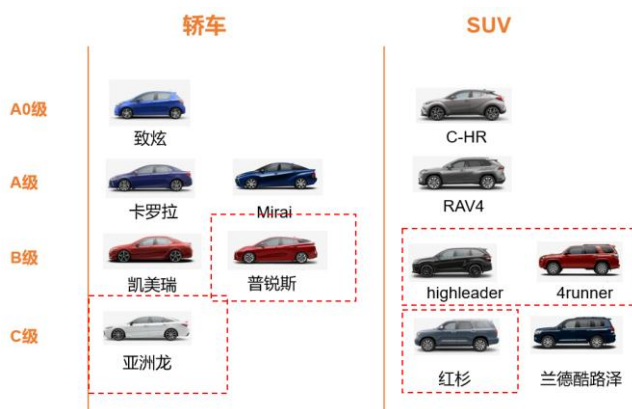 轿车 SUV
A0级
致炫 C-HR
A级
卡罗拉 Mirai RAV4
B级
凯美瑞 普锐斯 highleader 4runner
C级
亚洲龙 红杉 兰德酷路泽